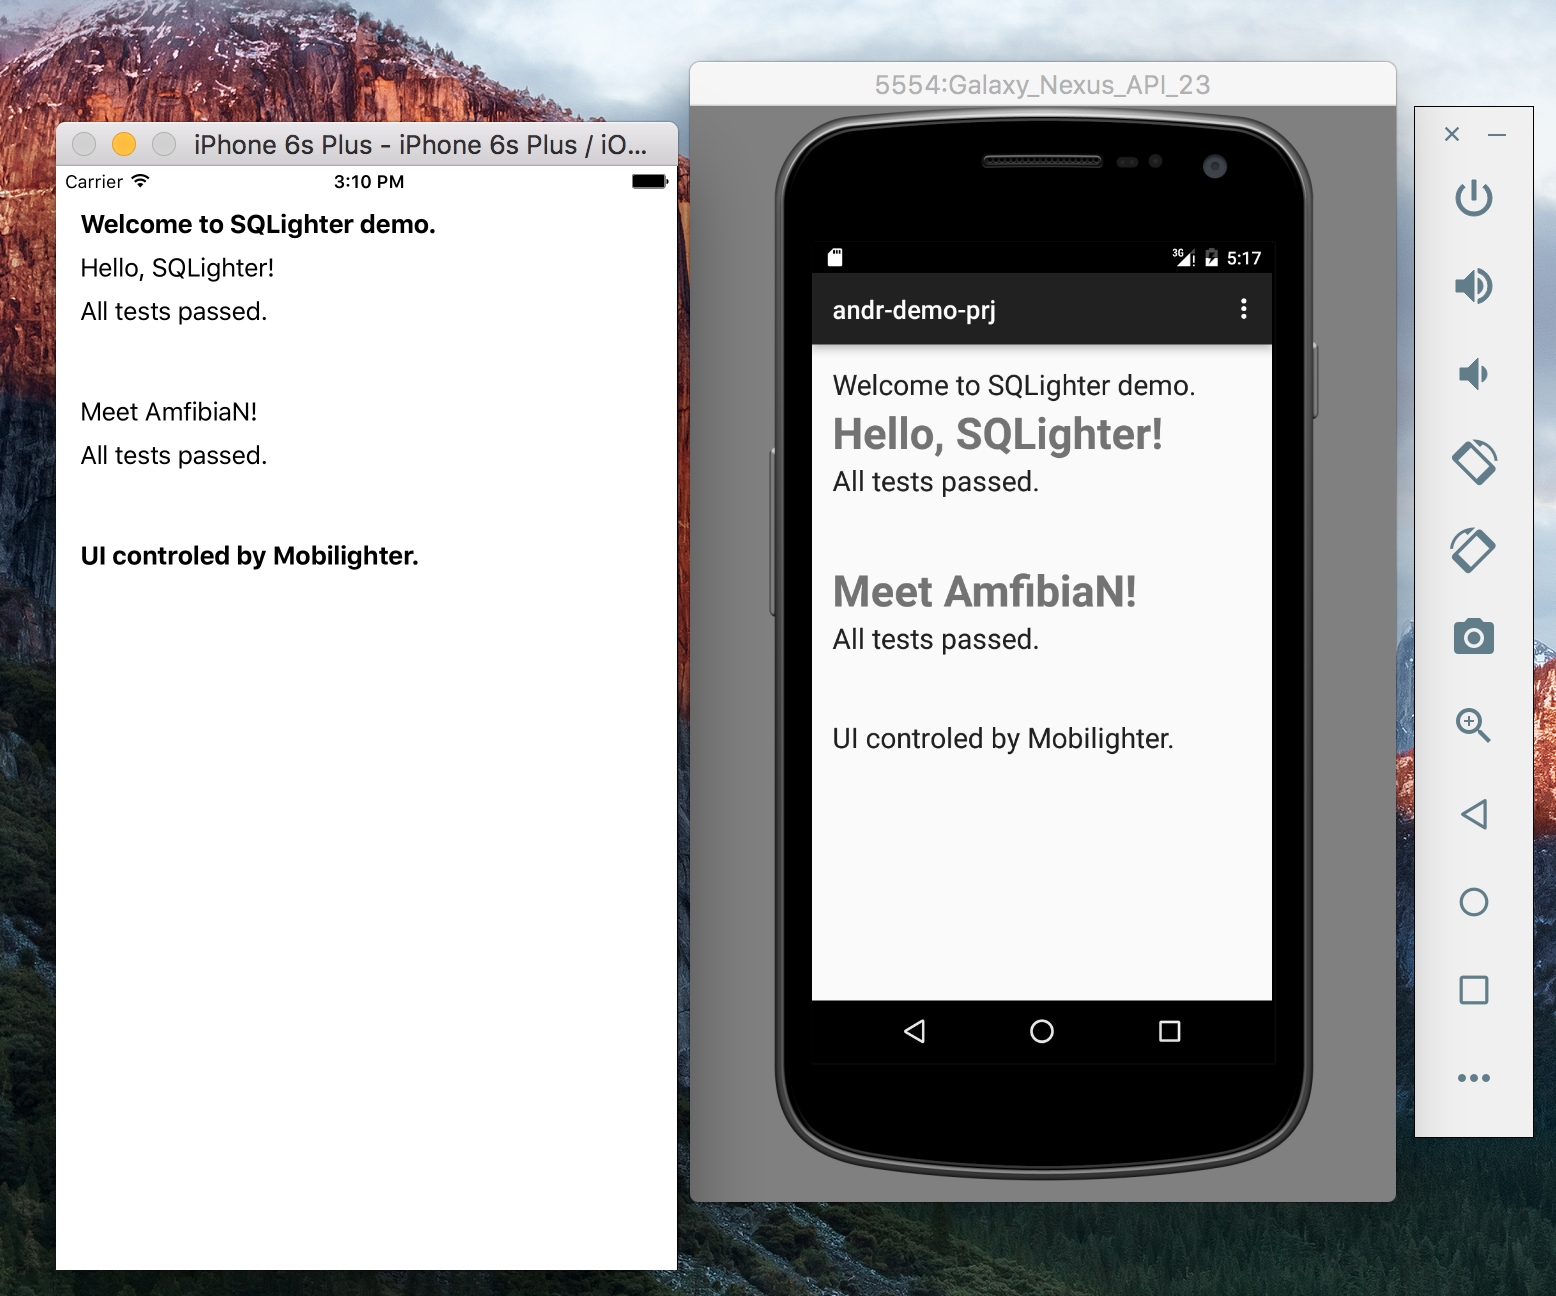 iPhone 6s Plus - iPhone 6s Plus / iO...
Carrier 3:10 PM
Welcome to SQLighter demo.
Hello, SQLighter!
All tests passed.
Meet AmfibiaN!
All tests passed.
UI controled by Mobilighter.
5554:Galaxy_Nexus_API_23
3G 5:17
andr-demo-prj
Welcome to SQLighter demo.
Hello, SQLighter!
All tests passed.
Meet AmfibiaN!
All tests passed.
UI controled by Mobilighter.